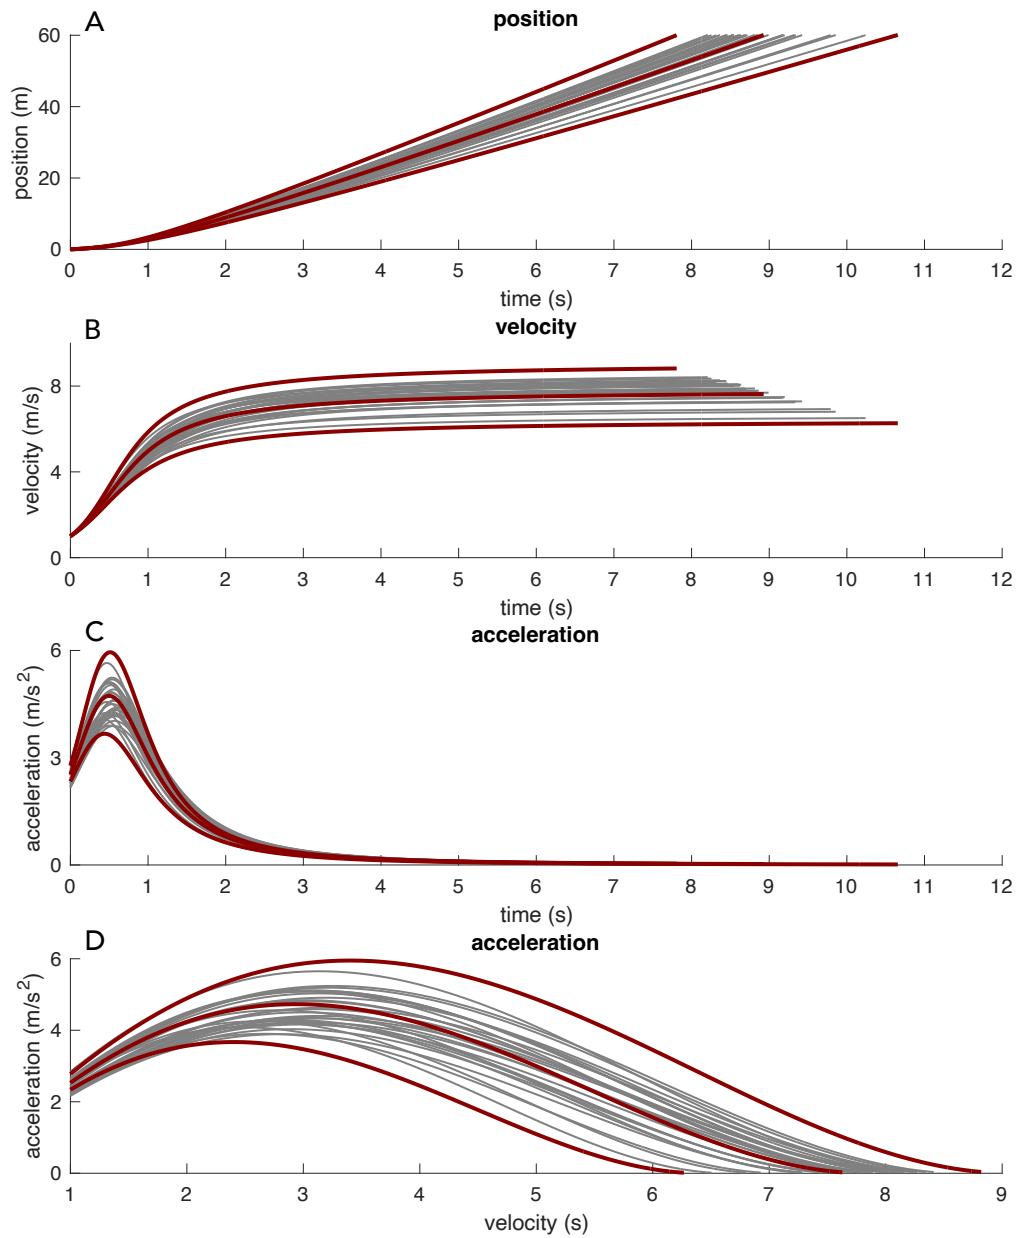 A
position
60
40
20
0
position (m)
0 1 2 3 4 5 6 7 8 9 10 11 12
time (s)
B
velocity
8
4
0
velocity (m/s)
0 1 2 3 4 5 6 7 8 9 10 11 12
time (s)
C
acceleration
6
3
0
acceleration (m/s²)
0 1 2 3 4 5 6 7 8 9 10 11 12
time (s)
D
acceleration
6
4
2
0
acceleration (m/s²)
1 2 3 4 5 6 7 8 9
velocity (s)